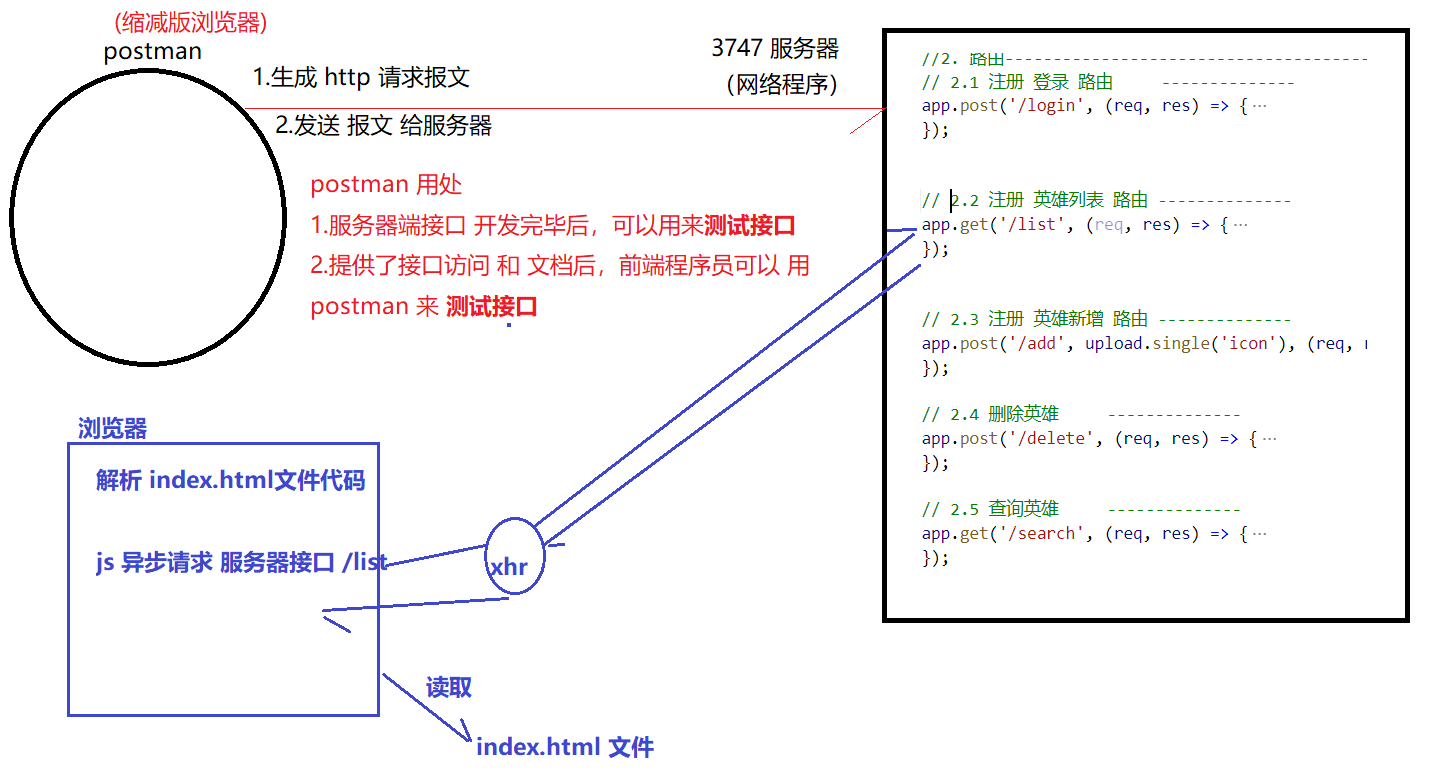 (缩减版浏览器)
postman
1.生成 http 请求报文
2.发送 报文 给服务器
3747 服务器
（网络程序）
postman 用处
1.服务器端接口 开发完毕后，可以用来测试接口
2.提供了接口访问 和 文档后，前端程序员可以 用
postman 来 测试接口
浏览器
解析 index.html文件代码
js 异步请求 服务器接口 /list
xhr
读取
index.html 文件
//2. 路由--------------------------------------
// 2.1 注册 登录 路由 --------------
app.post('/login', (req, res) => {…
});
// 2.2 注册 英雄列表 路由 --------------
app.get('/list', (req, res) => {…
});
// 2.3 注册 英雄新增 路由 --------------
app.post('/add', upload.single('icon'), (req,
});
// 2.4 删除英雄 --------------
app.post('/delete', (req, res) => {…
});
// 2.5 查询英雄 --------------
app.get('/search', (req, res) => {…
});